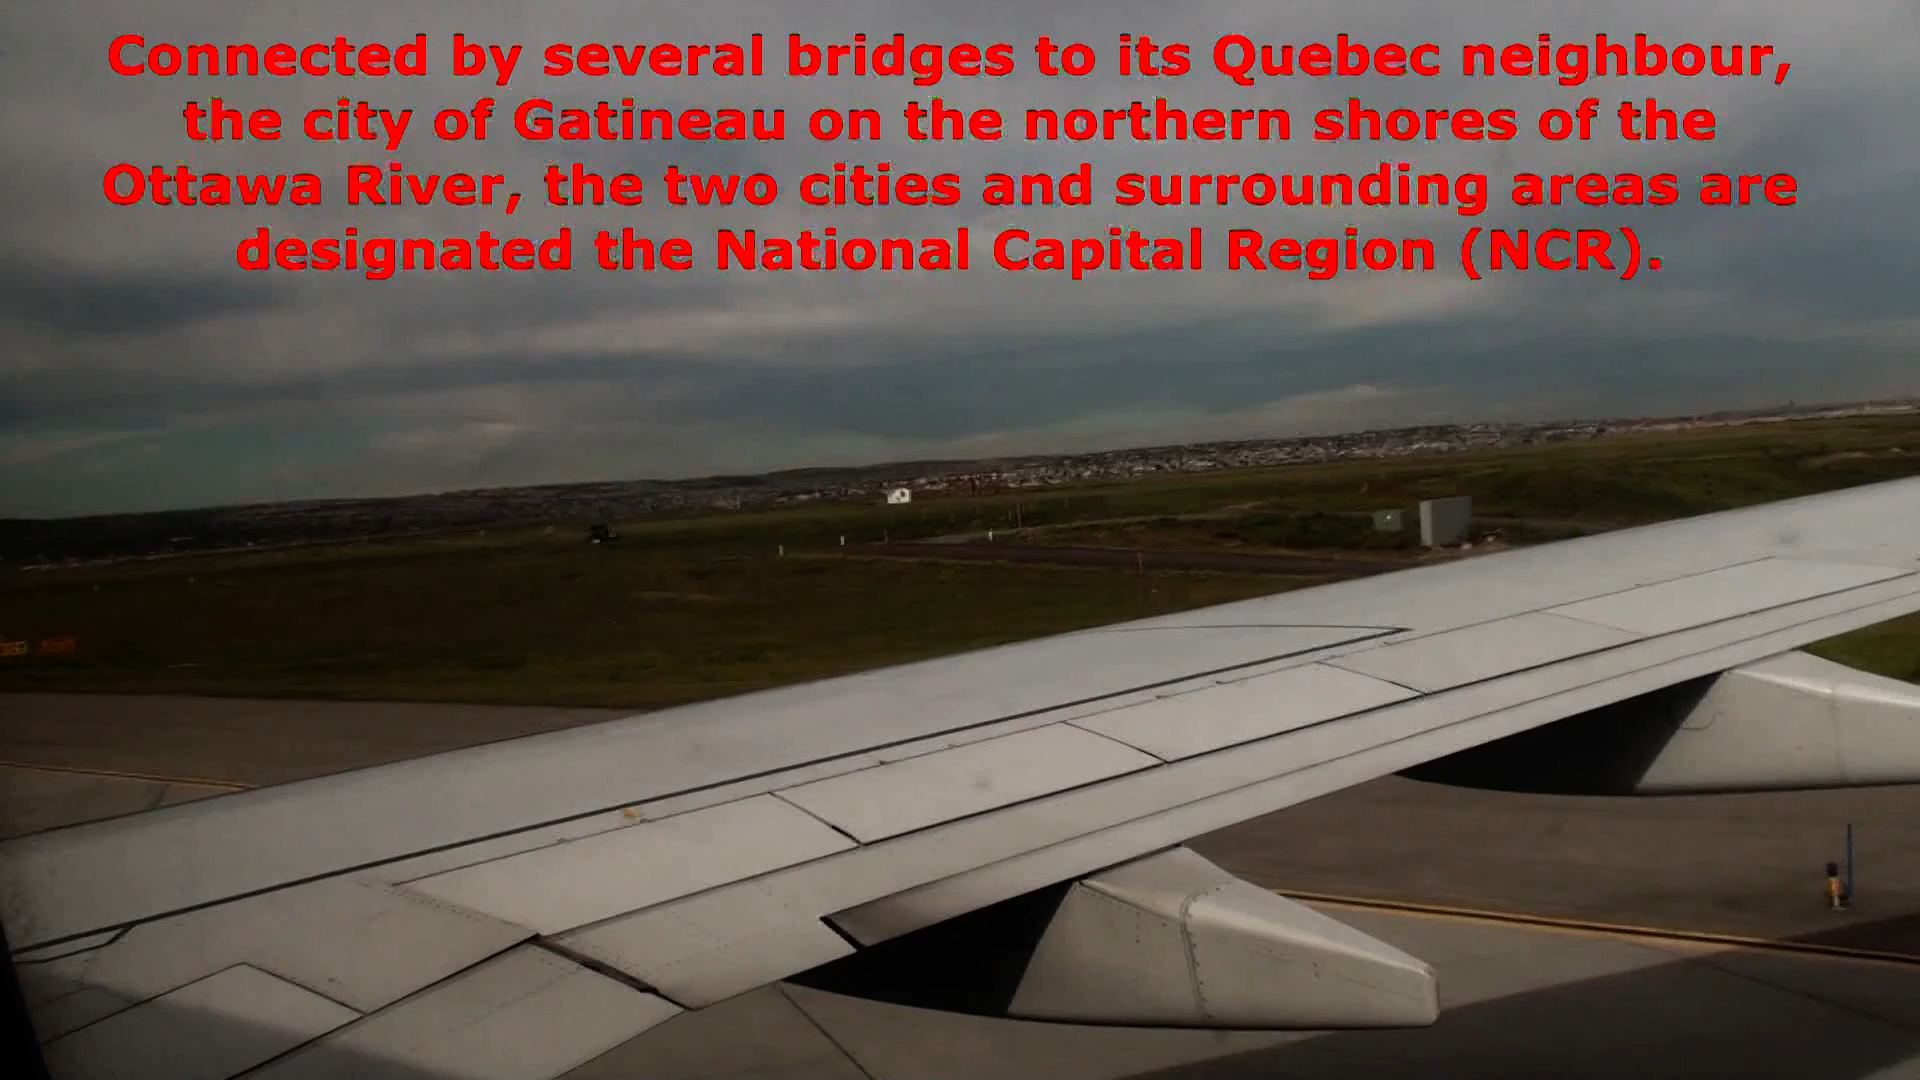 Connected by several bridges to its Quebec neighbour,
the city of Gatineau on the northern shores of the
Ottawa River, the two cities and surrounding areas are
designated the National Capital Region (NCR).